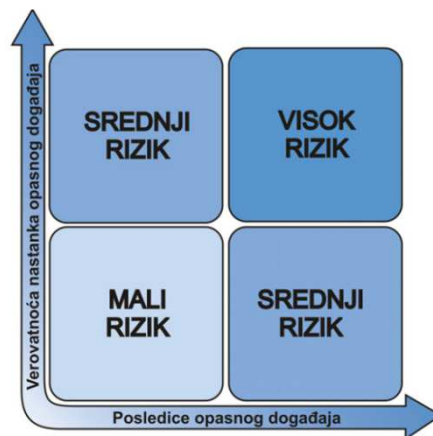 Verovatnoća nastanka opasnog događaja
SREDNJI
RIZIK
VISOK
RIZIK
MALI
RIZIK
SREDNJI
RIZIK
Posledice opasnog događaja